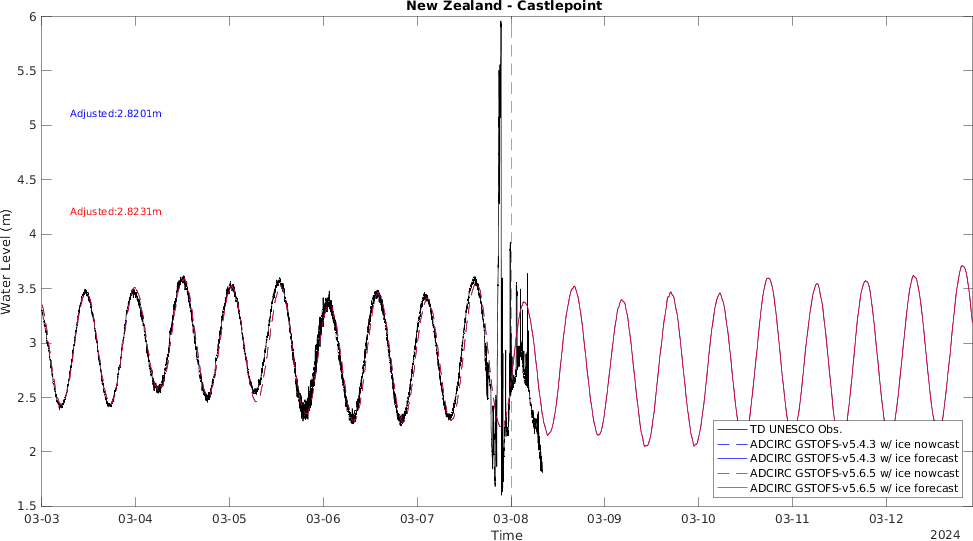 New Zealand - Castlepoint
Water Level (m)
6
5.5
5
4.5
4
3.5
3
2.5
2
1.5
Adjusted:2.8201m
Adjusted:2.8231m
TD UNESCO Obs.
ADCIRC GSTOFS-v5.4.3 w/ ice nowcast
ADCIRC GSTOFS-v5.4.3 w/ ice forecast
ADCIRC GSTOFS-v5.6.5 w/ ice nowcast
ADCIRC GSTOFS-v5.6.5 w/ ice forecast
03-03 03-04 03-05 03-06 03-07 03-08 03-09 03-10 03-11 03-12
Time
2024